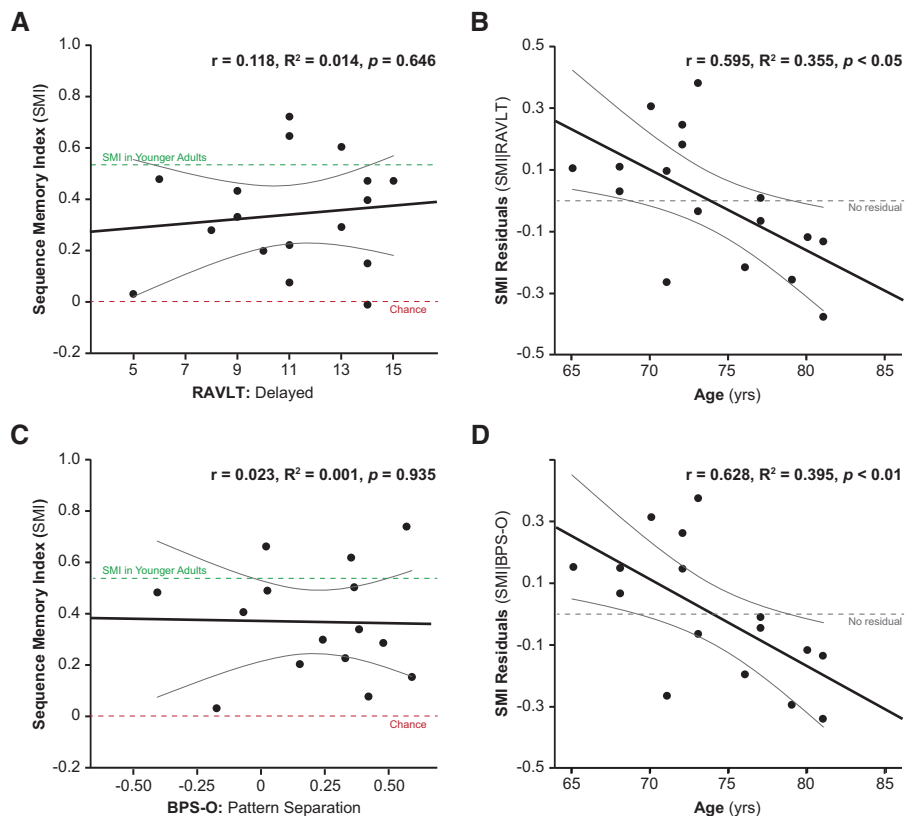 A
r = 0.118, R² = 0.014, p = 0.646
Sequence Memory Index (SMI)
1.0
0.8
0.6
0.4
0.2
0
-0.2
SMI in Younger Adults
Chance
5
7
9
11
13
15
RAVLT: Delayed
B
r = 0.595, R² = 0.355, p < 0.05
SMI Residuals (SMI|RAVLT)
0.5
0.3
0.1
-0.1
-0.3
-0.5
No residual
65
70
75
80
85
Age (yrs)
C
r = 0.023, R² = 0.001, p = 0.935
Sequence Memory Index (SMI)
1.0
0.8
0.6
0.4
0.2
0
-0.2
SMI in Younger Adults
Chance
-0.50
-0.25
0
0.25
0.50
BPS-O: Pattern Separation
D
r = 0.628, R² = 0.395, p < 0.01
SMI Residuals (SMI|BPS-O)
0.5
0.3
0.1
-0.1
-0.3
-0.5
No residual
65
70
75
80
85
Age (yrs)